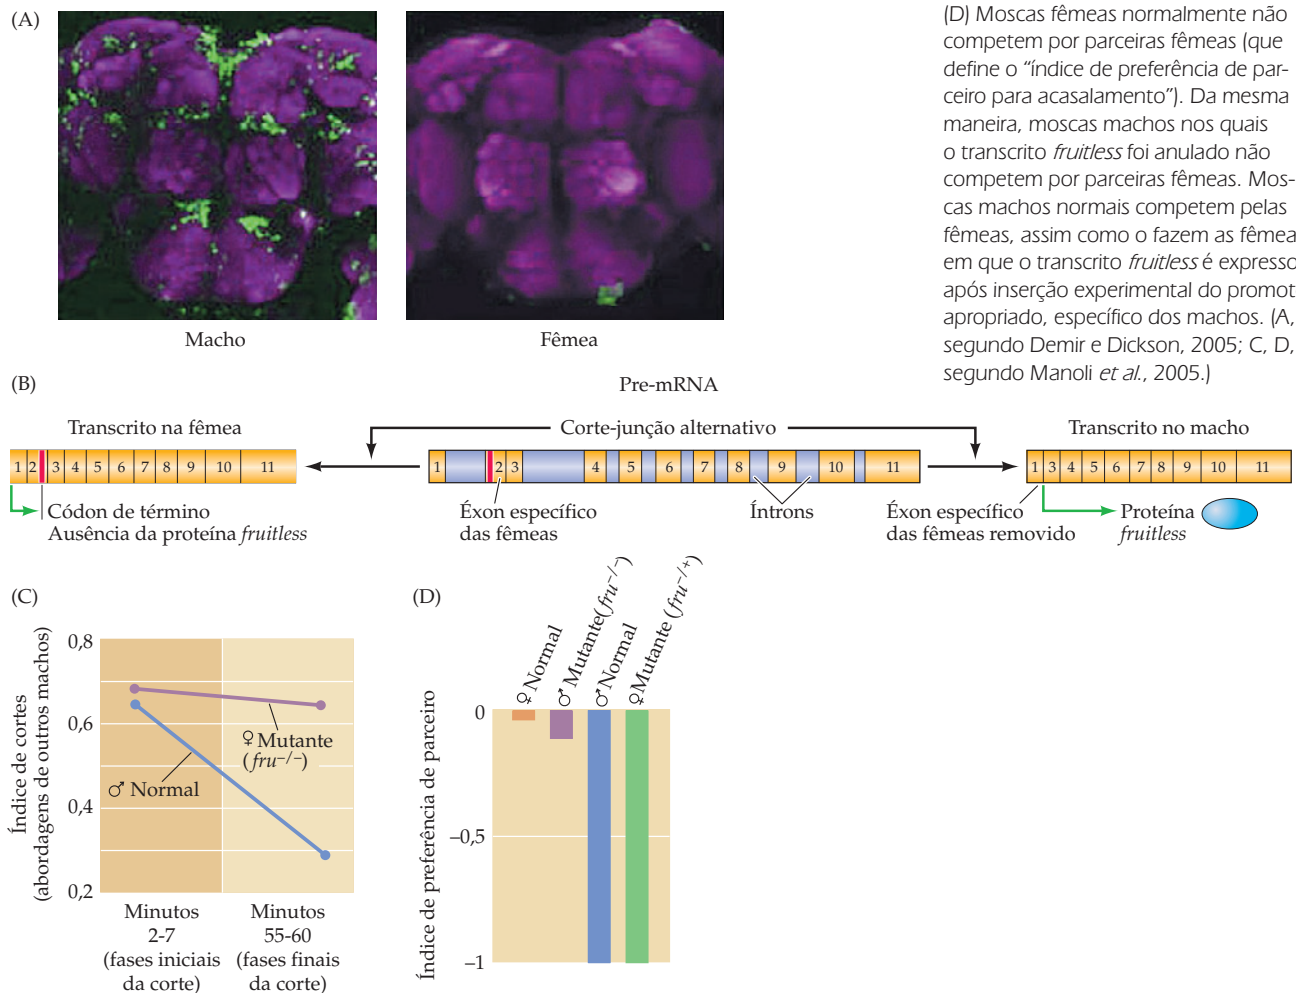 (A)
Macho
Fêmea
(D) Moscas fêmeas normalmente não
competem por parceiras fêmeas (que
define o “índice de preferência de par-
ceiro para acasalamento”). Da mesma
maneira, moscas machos nos quais
o transcrito fruitless foi anulado não
competem por parceiras fêmeas. Mos-
cas machos normais competem pelas
fêmeas, assim como o fazem as fêmea
em que o transcrito fruitless é expresso
após inserção experimental do promot
apropriado, específico dos machos. (A,
segundo Demir e Dickson, 2005; C, D,
segundo Manoli et al., 2005.)
(B)
Pre-mRNA
Transcrito na fêmea
Corte-junção alternativo
Transcrito no macho
1 2 3 4 5 6 7 8 9 10 11
1 2 3 4 5 6 7 8 9 10 11
1 3 4 5 6 7 8 9 10 11
Códon de término
Ausência da proteína fruitless
Éxon específico
das fêmeas
Íntrons
Éxon específico
das fêmeas removido
Proteína
fruitless
(C)
Índice de cortes
(abordagens de outros machos)
0,8
0,6
0,4
0,2
♀ Mutante
(fru⁻/⁻)
♂ Normal
Minutos
2-7
(fases iniciais
da corte)
Minutos
55-60
(fases finais
da corte)
(D)
♀ Normal
♂ Mutante (fru⁻/⁻)
♂ Normal
♀ Mutante (fru⁻/⁺)
Índice de preferência de parceiro
0
–0,5
–1